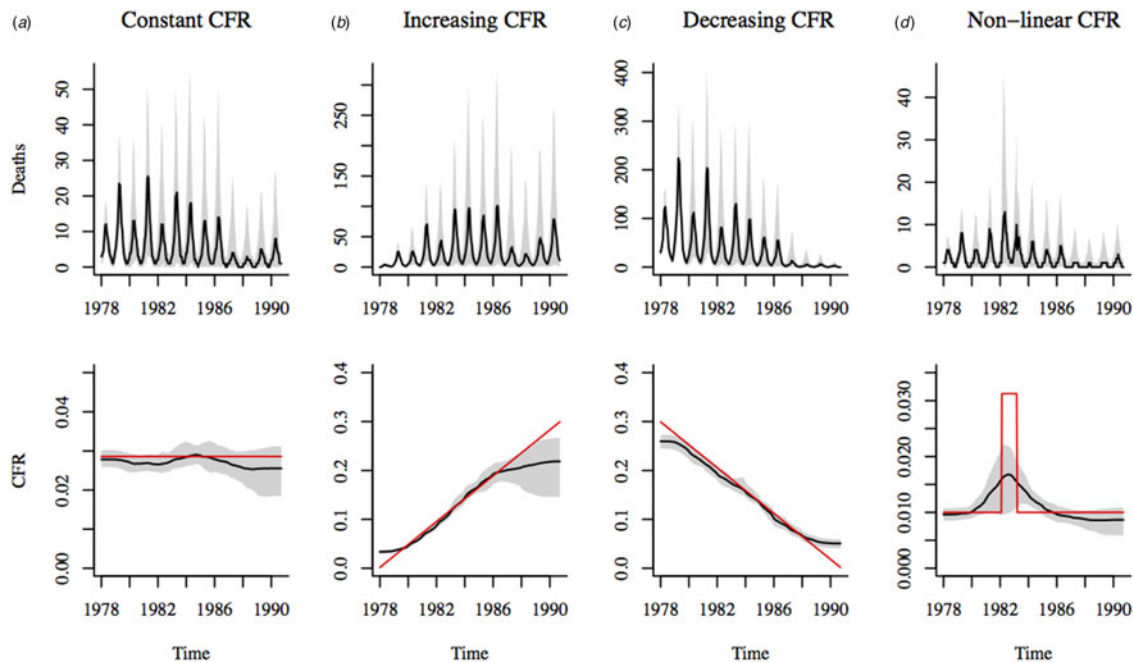 (a) Constant CFR (b) Increasing CFR (c) Decreasing CFR (d) Non-linear CFR
Deaths
0 10 20 30 40 50
1978 1982 1986 1990
0 50 150 250
1978 1982 1986 1990
0 100 200 300 400
1978 1982 1986 1990
0 10 20 30 40
1978 1982 1986 1990
CFR
0.00 0.02 0.04
1978 1982 1986 1990
0.0 0.1 0.2 0.3 0.4
1978 1982 1986 1990
0.0 0.1 0.2 0.3 0.4
1978 1982 1986 1990
0.000 0.010 0.020 0.030
1978 1982 1986 1990
Time Time Time Time